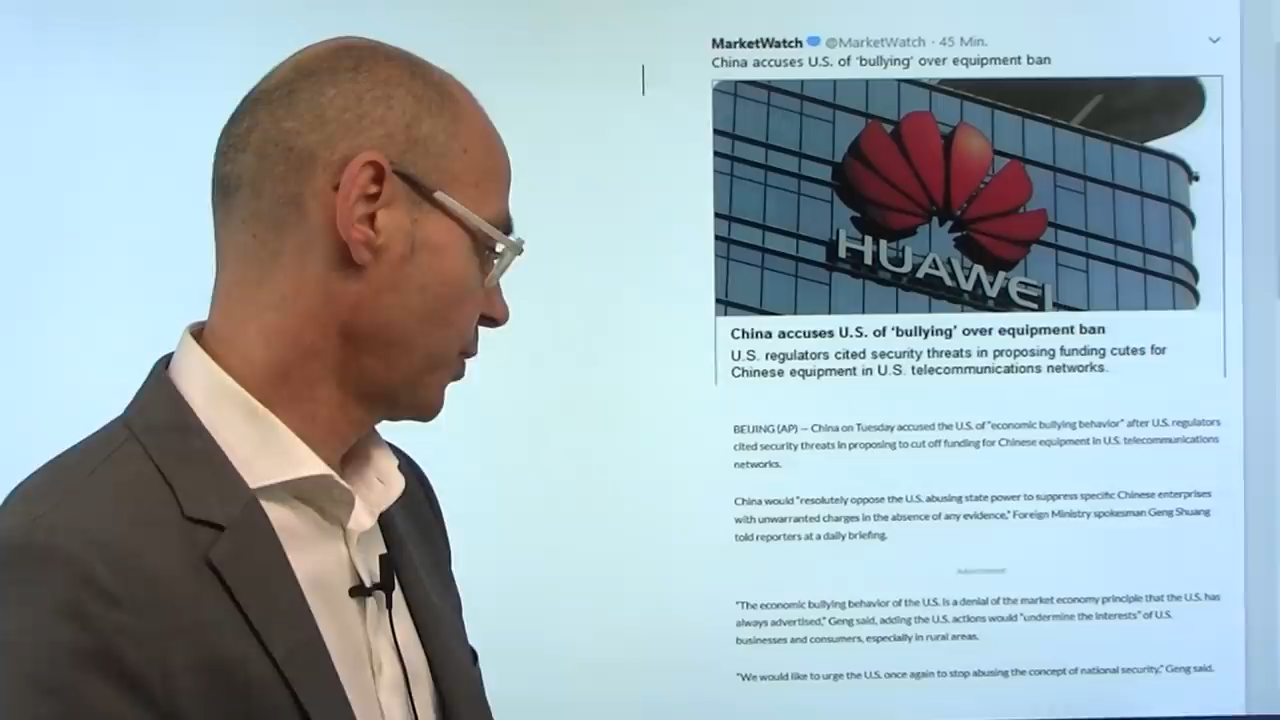 MarketWatch @MarketWatch · 45 Min.
China accuses U.S. of ‘bullying’ over equipment ban
HUAWEI
China accuses U.S. of ‘bullying’ over equipment ban
U.S. regulators cited security threats in proposing funding cutes for
Chinese equipment in U.S. telecommunications networks.
BEIJING (AP) — China on Tuesday accused the U.S. of “economic bullying behavior” after U.S. regulators
cited security threats in proposing to cut off funding for Chinese equipment in U.S. telecommunications
networks.
China would “resolutely oppose the U.S. abusing state power to suppress specific Chinese enterprises
with unwarranted charges in the absence of any evidence,” Foreign Ministry spokesman Geng Shuang
told reporters at a daily briefing.
Advertisement
“The economic bullying behavior of the U.S. is a denial of the market economy principle that the U.S. has
always advertised,” Geng said, adding the U.S. actions would “undermine the interests” of U.S.
businesses and consumers, especially in rural areas.
“We would like to urge the U.S. once again to stop abusing the concept of national security,” Geng said.